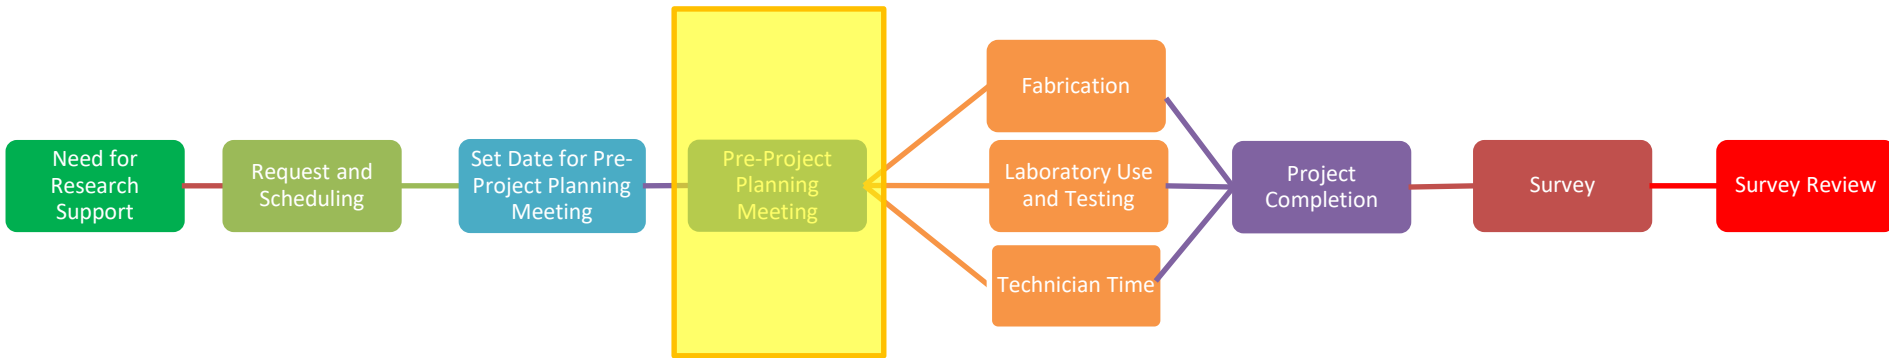 Need for
Research
Support
Request and
Scheduling
Set Date for Pre-
Project Planning
Meeting
Pre-Project
Planning
Meeting
Fabrication
Laboratory Use
and Testing
Technician Time
Project
Completion
Survey
Survey Review